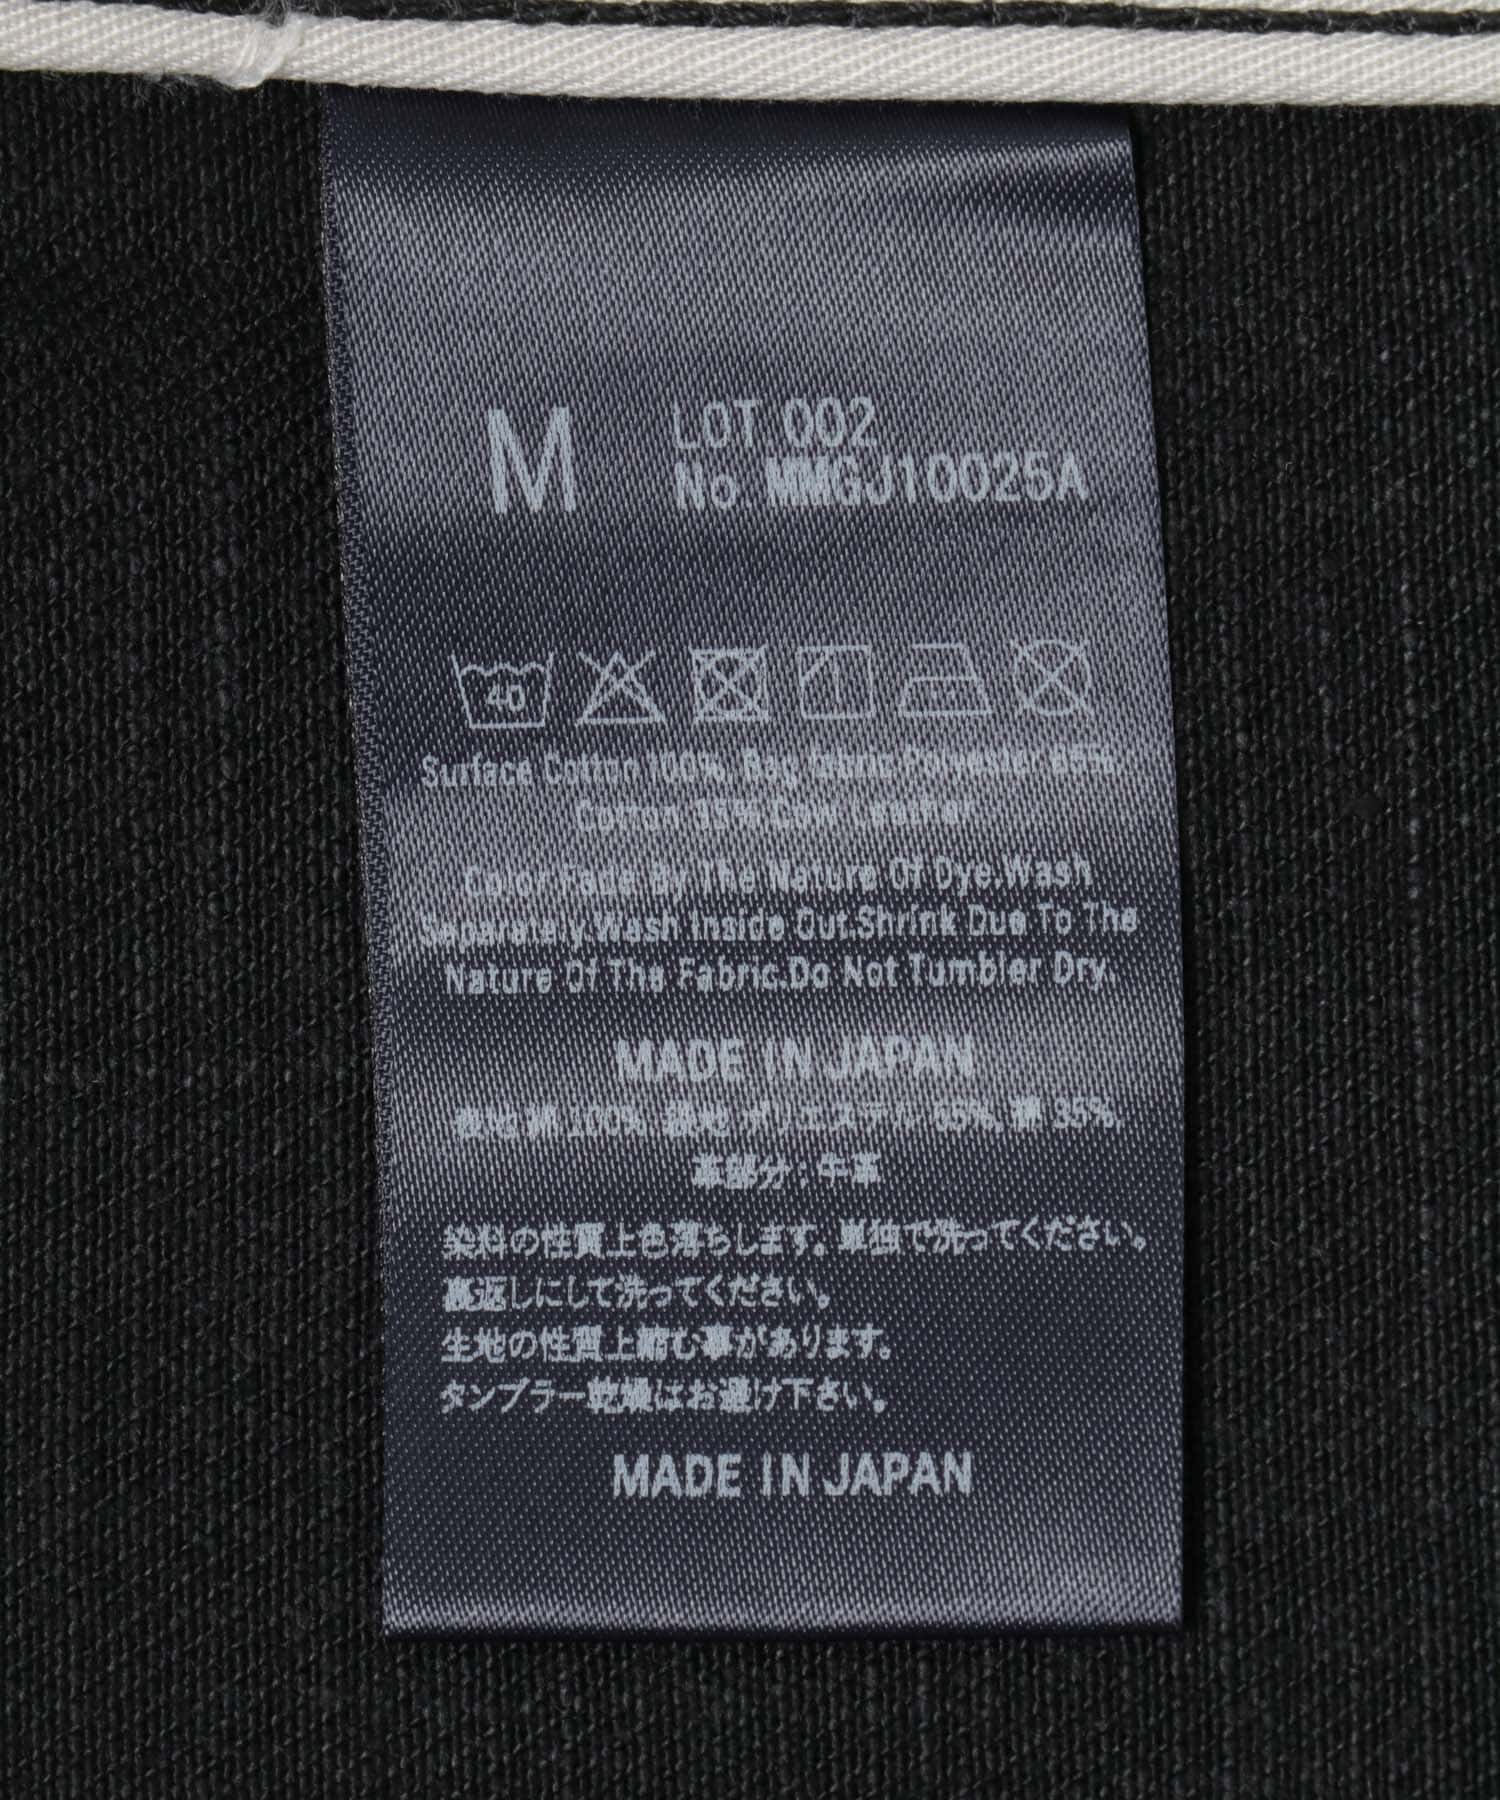 M
LOT 002
No. MMGJ10025A
40
Surface Cotton 100%, Bag fabric Polyester 65%,
Cotton 35% Cow Leather
Color Fade By The Nature Of Dye.Wash
Separately.Wash Inside Out.Shrink Due To The
Nature Of The Fabric.Do Not Tumbler Dry.
MADE IN JAPAN
表地 綿 100%, 袋地 ポリエステル 65%, 綿 35%,
革部分 : 牛革
染料の性質上色落ちします。単独で洗ってください。
裏返しにして洗ってください。
生地の性質上縮む事があります。
タンブラー乾燥はお避け下さい。
MADE IN JAPAN